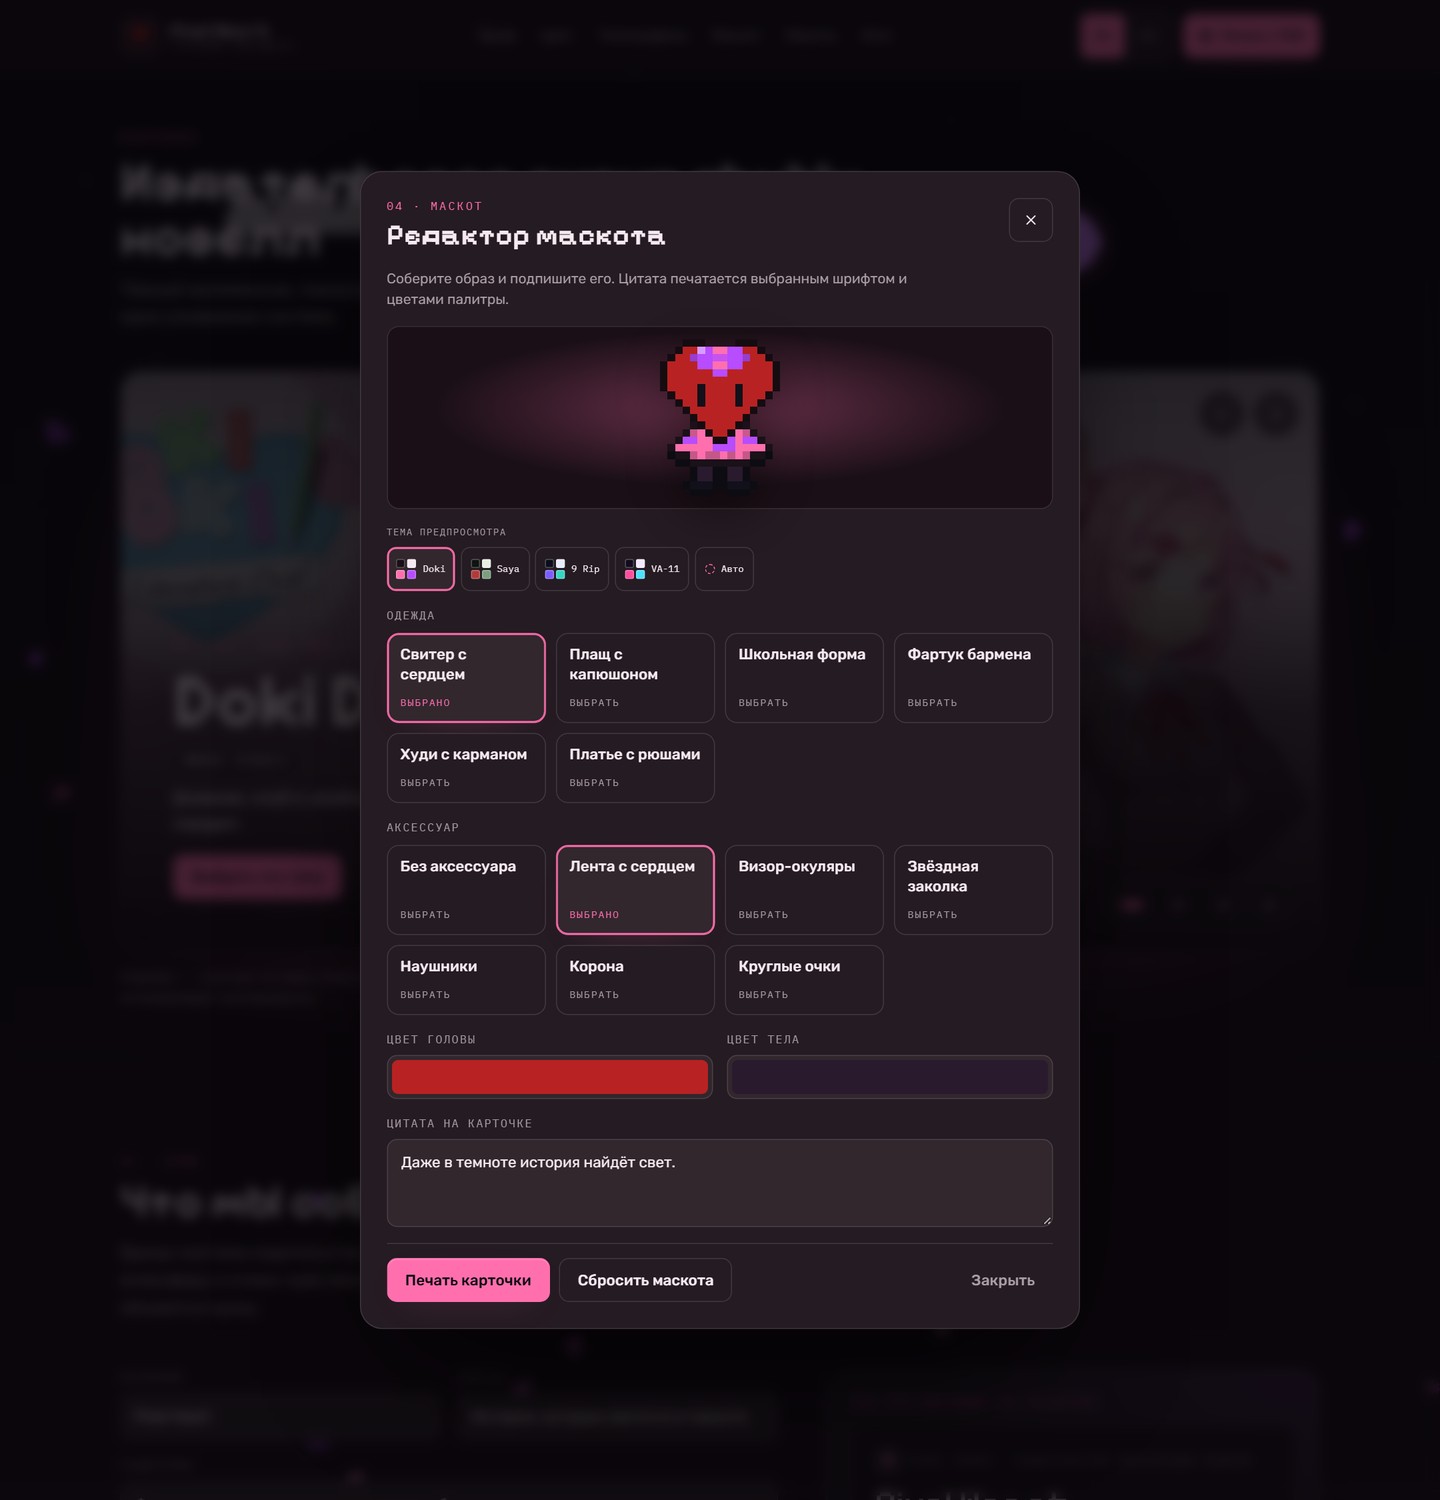 04 · МАСКОТ
Редактор маскота
×
Соберите образ и подпишите его. Цитата печатается выбранным шрифтом и
цветами палитры.
ТЕМА ПРЕДПРОСМОТРА
Doki
Saya
9 Rip
VA-11
Авто
ОДЕЖДА
Свитер с
сердцем
ВЫБРАНО
Плащ с
капюшоном
ВЫБРАТЬ
Школьная форма
ВЫБРАТЬ
Фартук бармена
ВЫБРАТЬ
Худи с карманом
ВЫБРАТЬ
Платье с рюшами
ВЫБРАТЬ
АКСЕССУАР
Без аксессуара
ВЫБРАТЬ
Лента с сердцем
ВЫБРАНО
Визор-окуляры
ВЫБРАТЬ
Звёздная
заколка
ВЫБРАТЬ
Наушники
ВЫБРАТЬ
Корона
ВЫБРАТЬ
Круглые очки
ВЫБРАТЬ
ЦВЕТ ГОЛОВЫ
ЦВЕТ ТЕЛА
ЦИТАТА НА КАРТОЧКЕ
Даже в темноте история найдёт свет.
Печать карточки
Сбросить маскота
Закрыть
Doki D
Что мы